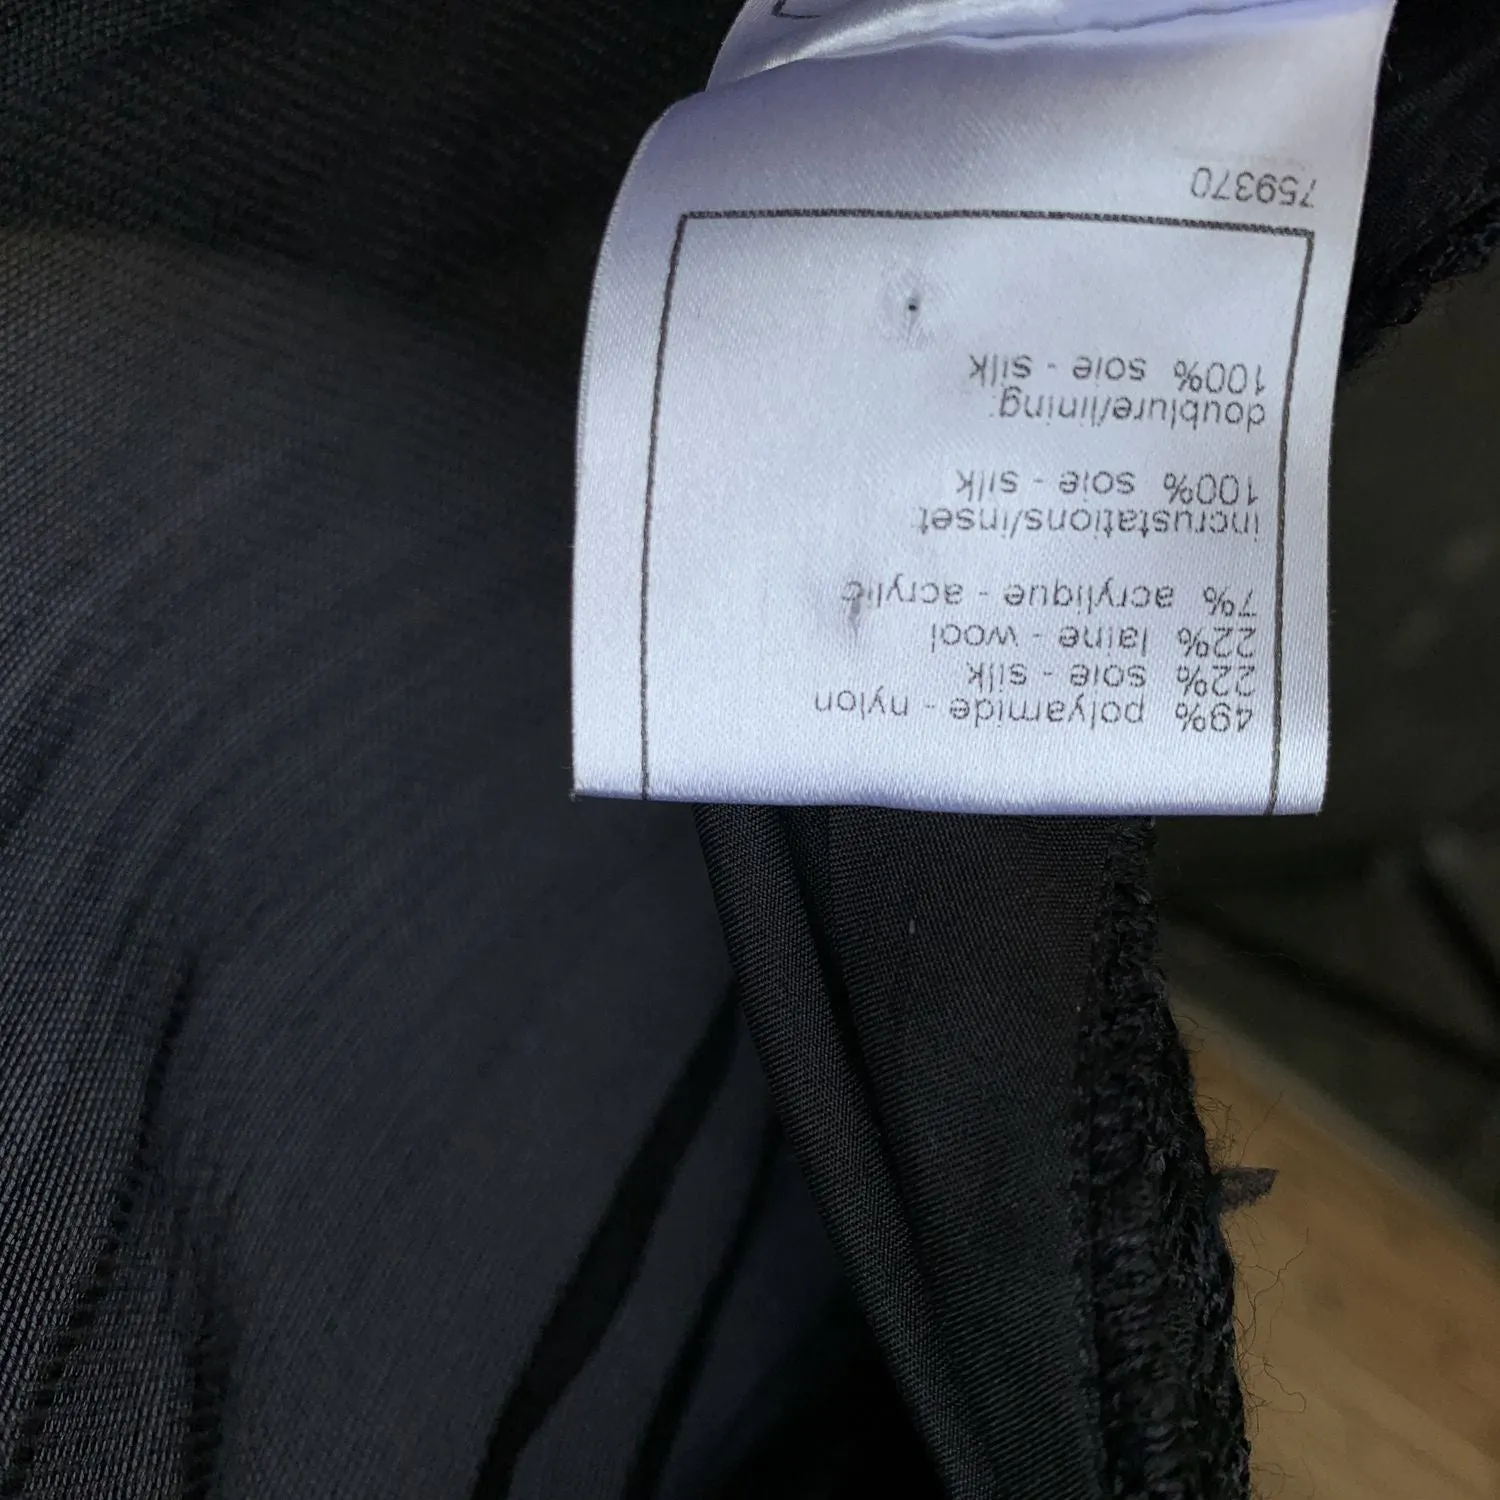 49% polyamide - nylon
22% soie - silk
22% laine - wool
7% acrylique - acrylic
incrustations/inset:
100% soie - silk
doublure/lining:
100% soie - silk
759370